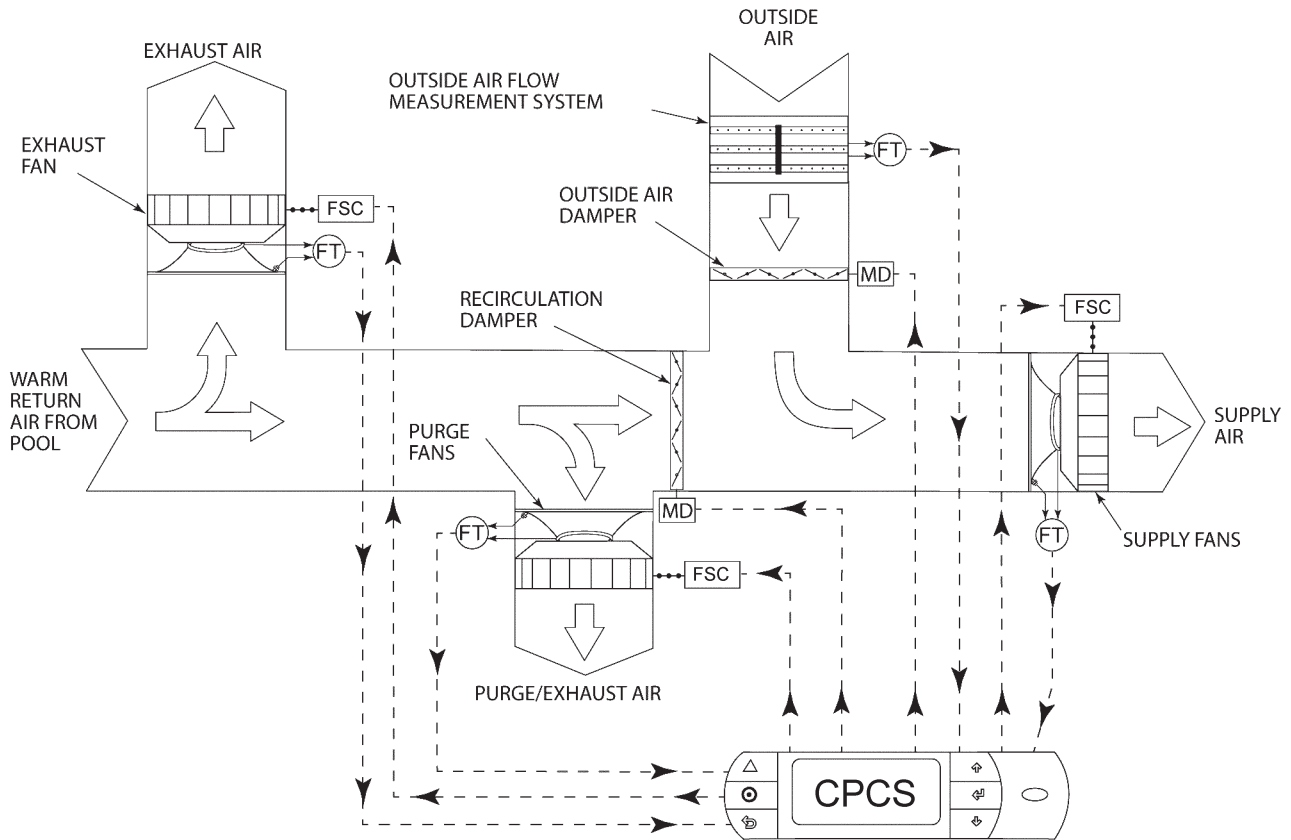 OUTSIDE
AIR
EXHAUST AIR
OUTSIDE AIR FLOW
MEASUREMENT SYSTEM
EXHAUST
FAN
FT
OUTSIDE AIR
DAMPER
FSC
FT
MD
RECIRCULATION
DAMPER
FSC
WARM
RETURN
AIR FROM
POOL
SUPPLY
AIR
PURGE
FANS
MD
FT
FT
SUPPLY FANS
FSC
PURGE/EXHAUST AIR
CPCS